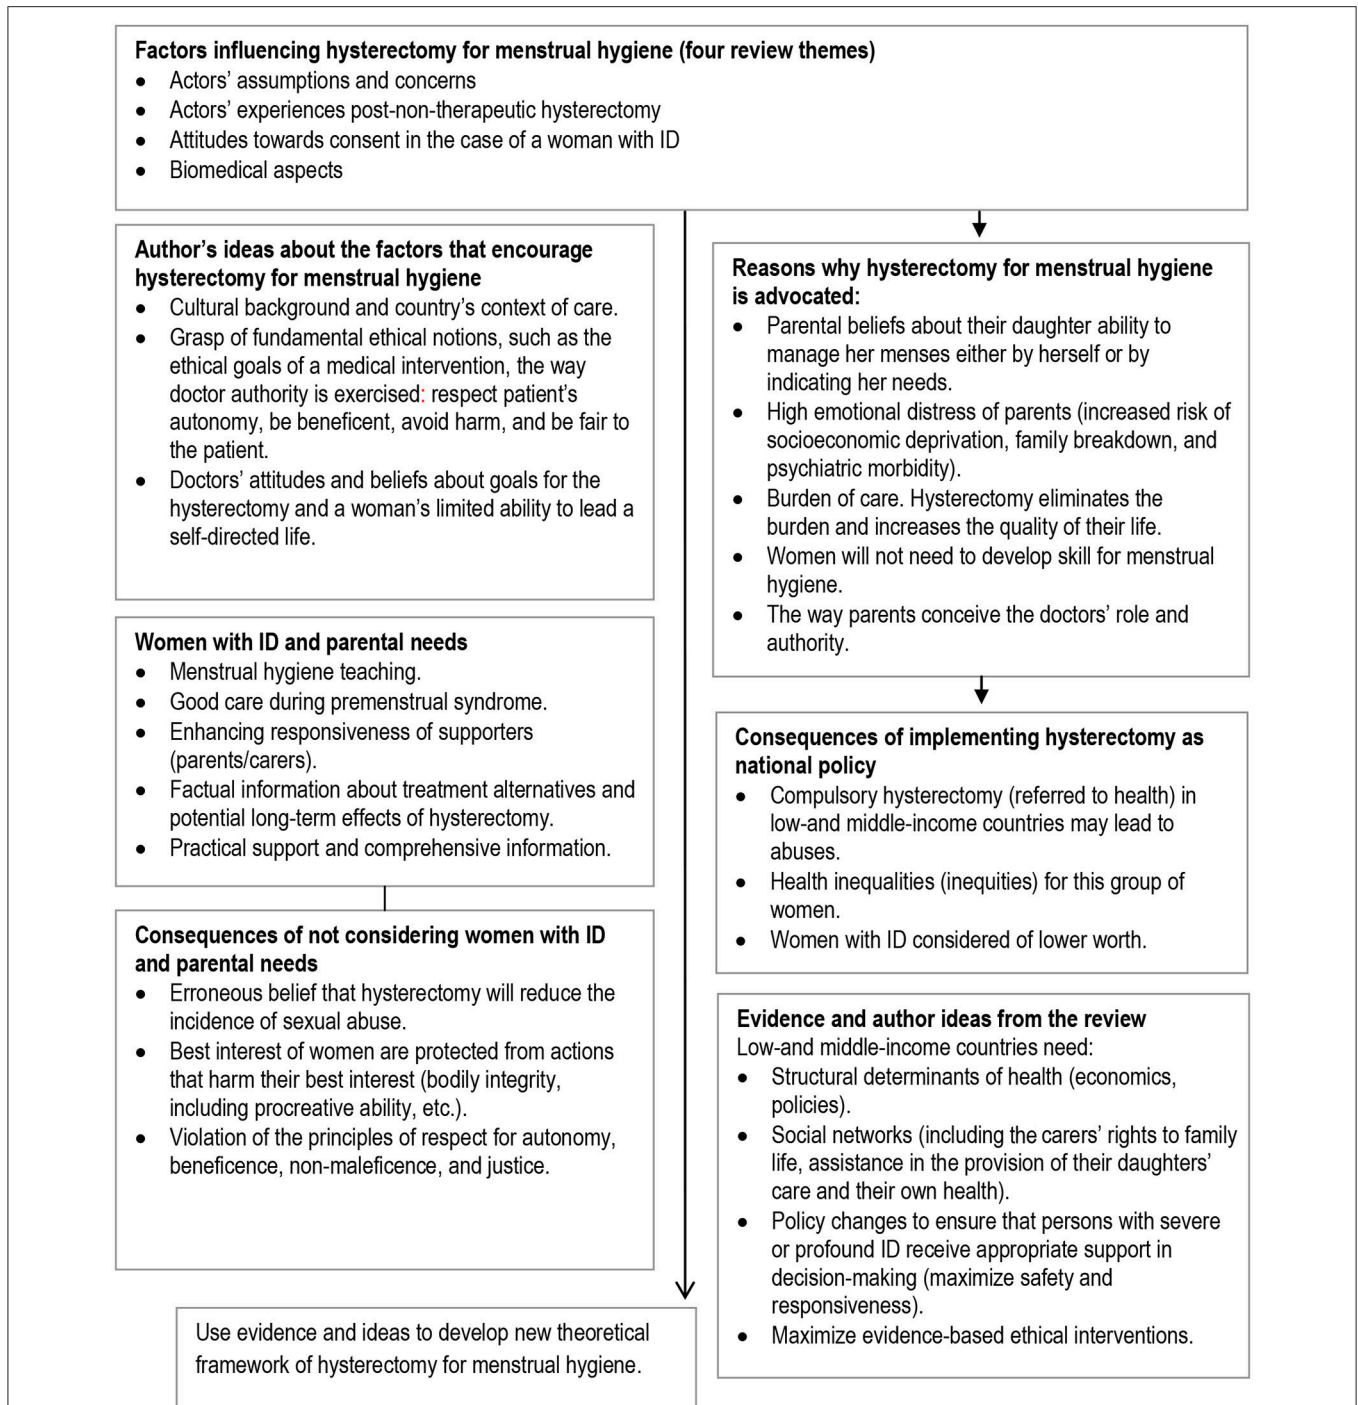 Factors influencing hysterectomy for menstrual hygiene (four review themes)
● Actors’ assumptions and concerns
● Actors’ experiences post-non-therapeutic hysterectomy
● Attitudes towards consent in the case of a woman with ID
● Biomedical aspects
Author’s ideas about the factors that encourage
hysterectomy for menstrual hygiene
● Cultural background and country’s context of care.
● Grasp of fundamental ethical notions, such as the
ethical goals of a medical intervention, the way
doctor authority is exercised: respect patient’s
autonomy, be beneficent, avoid harm, and be fair to
the patient.
● Doctors’ attitudes and beliefs about goals for the
hysterectomy and a woman’s limited ability to lead a
self-directed life.
Women with ID and parental needs
● Menstrual hygiene teaching.
● Good care during premenstrual syndrome.
● Enhancing responsiveness of supporters
(parents/carers).
● Factual information about treatment alternatives and
potential long-term effects of hysterectomy.
● Practical support and comprehensive information.
Consequences of not considering women with ID
and parental needs
● Erroneous belief that hysterectomy will reduce the
incidence of sexual abuse.
● Best interest of women are protected from actions
that harm their best interest (bodily integrity,
including procreative ability, etc.).
● Violation of the principles of respect for autonomy,
beneficence, non-maleficence, and justice.
Reasons why hysterectomy for menstrual hygiene
is advocated:
● Parental beliefs about their daughter ability to
manage her menses either by herself or by
indicating her needs.
● High emotional distress of parents (increased risk of
socioeconomic deprivation, family breakdown, and
psychiatric morbidity).
● Burden of care. Hysterectomy eliminates the
burden and increases the quality of their life.
● Women will not need to develop skill for menstrual
hygiene.
● The way parents conceive the doctors’ role and
authority.
Consequences of implementing hysterectomy as
national policy
● Compulsory hysterectomy (referred to health) in
low-and middle-income countries may lead to
abuses.
● Health inequalities (inequities) for this group of
women.
● Women with ID considered of lower worth.
Evidence and author ideas from the review
Low-and middle-income countries need:
● Structural determinants of health (economics,
policies).
● Social networks (including the carers’ rights to family
life, assistance in the provision of their daughters’
care and their own health).
● Policy changes to ensure that persons with severe
or profound ID receive appropriate support in
decision-making (maximize safety and
responsiveness).
● Maximize evidence-based ethical interventions.
Use evidence and ideas to develop new theoretical
framework of hysterectomy for menstrual hygiene.